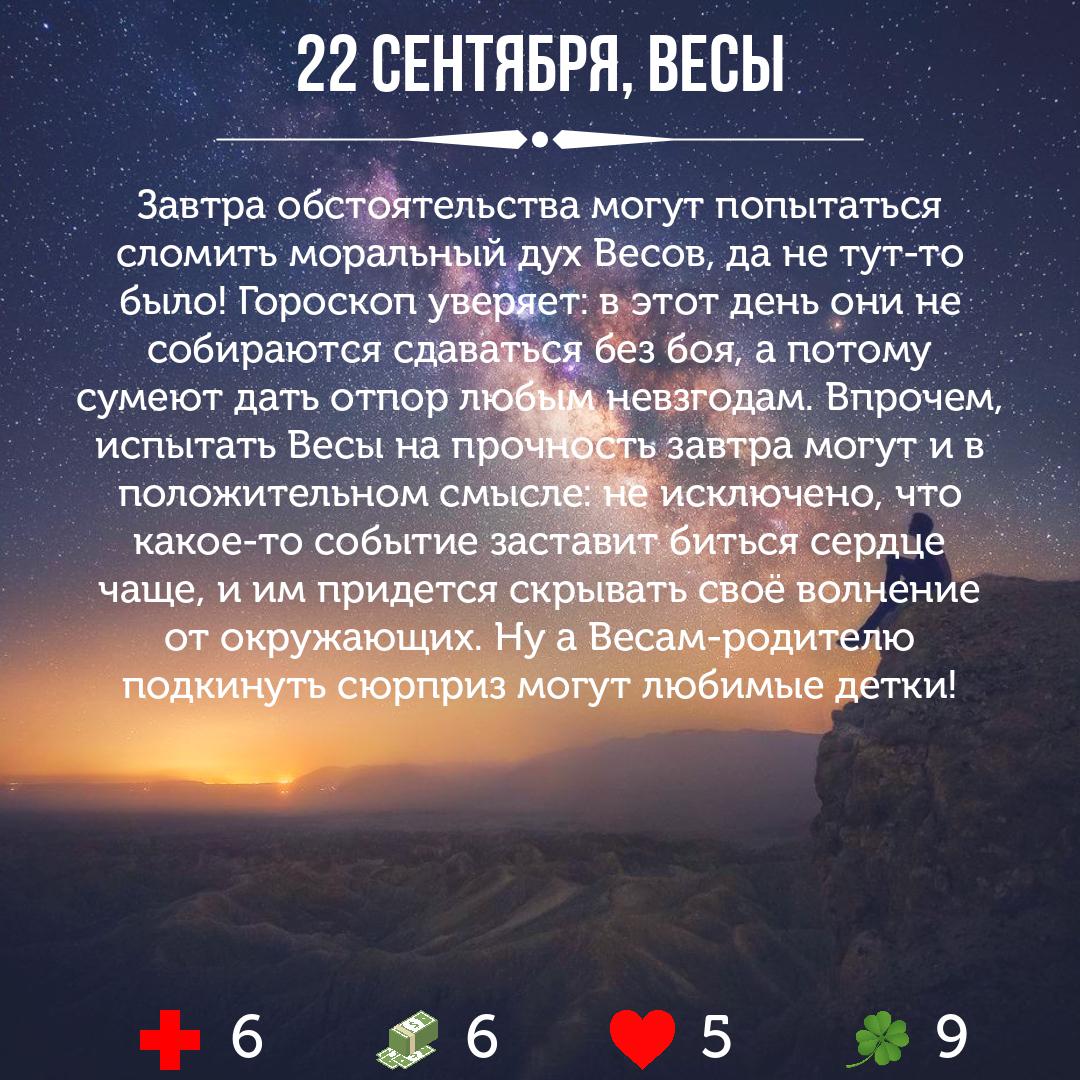 22 СЕНТЯБРЯ, ВЕСЫ
Завтра обстоятельства могут попытаться
сломить моральный дух Весов, да не тут-то
было! Гороскоп уверяет: в этот день они не
собираются сдаваться без боя, а потому
сумеют дать отпор любым невзгодам. Впрочем,
испытать Весы на прочность завтра могут и в
положительном смысле: не исключено, что
какое-то событие заставит биться сердце
чаще, и им придется скрывать своё волнение
от окружающих. Ну а Весам-родителю
подкинуть сюрприз могут любимые детки!
6 6 5 9